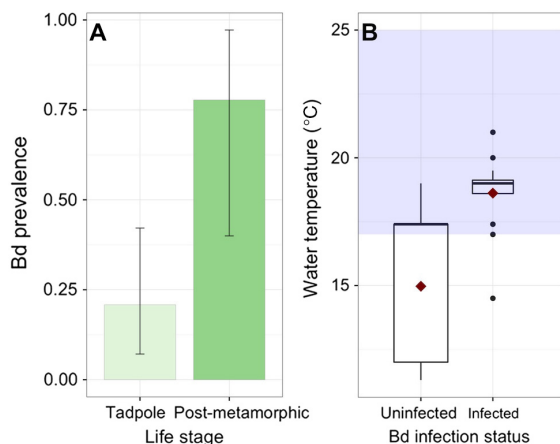 A
1.00
0.75
0.50
0.25
0.00
Bd prevalence
Tadpole Post-metamorphic
Life stage
B
25
20
15
Water temperature (°C)
Uninfected Infected
Bd infection status